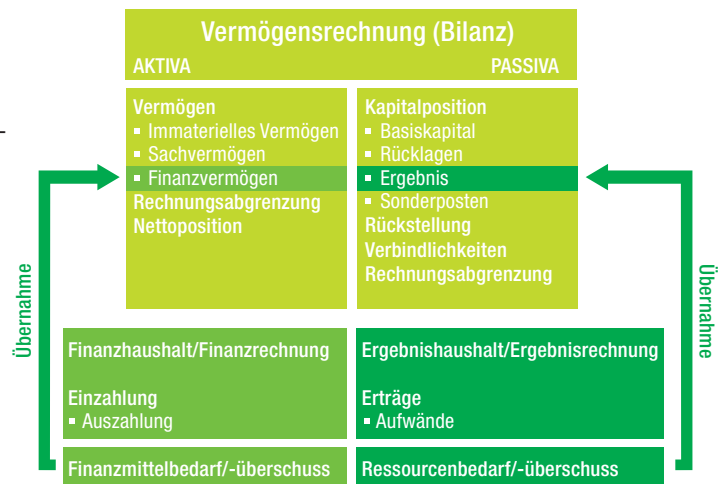 Vermögensrechnung (Bilanz)
AKTIVA PASSIVA
Vermögen
▪ Immaterielles Vermögen
▪ Sachvermögen
▪ Finanzvermögen
Rechnungsabgrenzung
Nettoposition
Kapitalposition
▪ Basiskapital
▪ Rücklagen
▪ Ergebnis
▪ Sonderposten
Rückstellung
Verbindlichkeiten
Rechnungsabgrenzung
Übernahme
Übernahme
Finanzhaushalt/Finanzrechnung
Einzahlung
▪ Auszahlung
Finanzmittelbedarf/-überschuss
Ergebnishaushalt/Ergebnisrechnung
Erträge
▪ Aufwände
Ressourcenbedarf/-überschuss